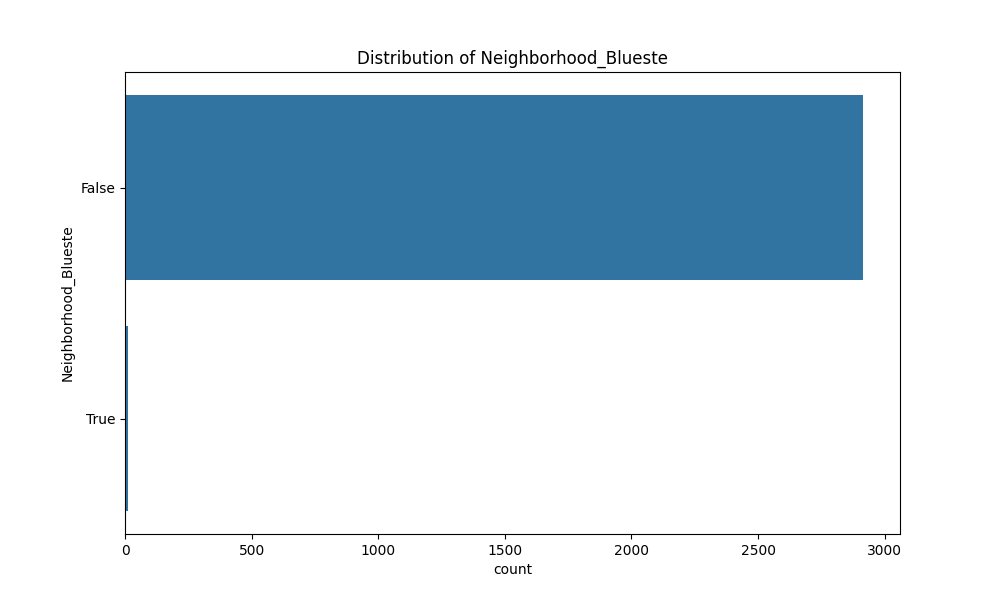 Distribution of Neighborhood_Blueste
Neighborhood_Blueste
False
True
0 500 1000 1500 2000 2500 3000
count